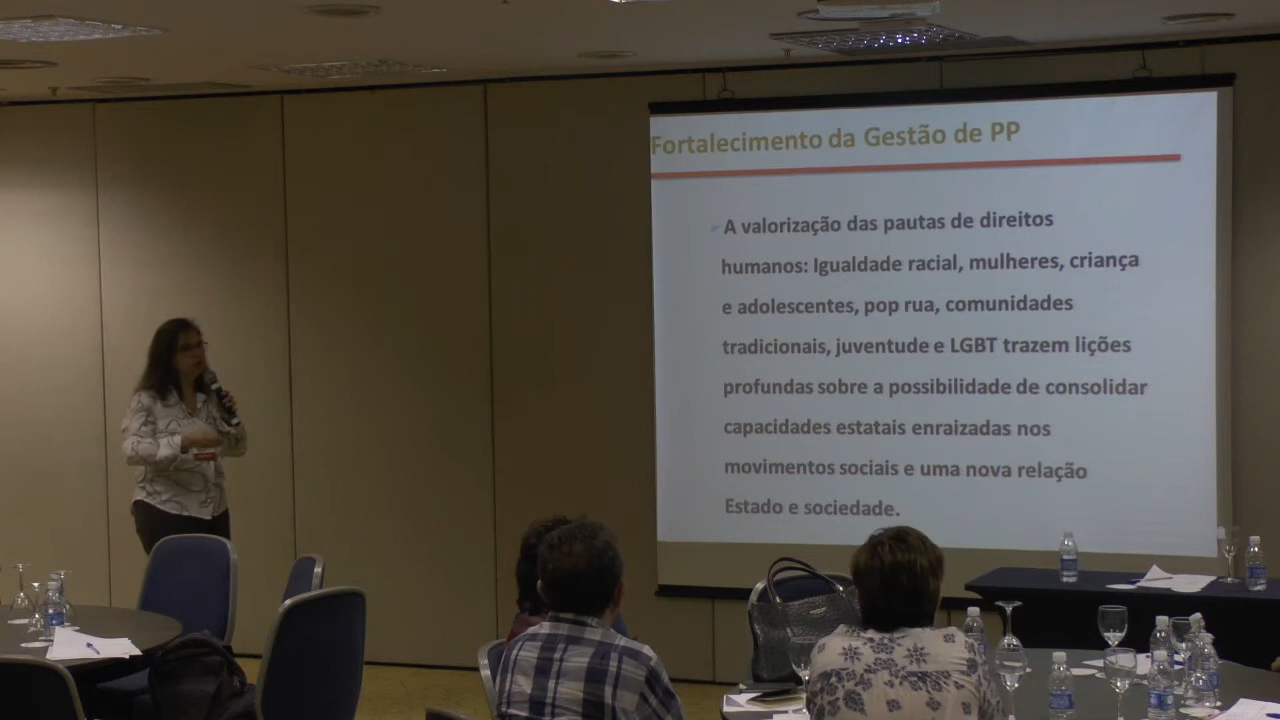 Fortalecimento da Gestão de PP
A valorização das pautas de direitos
humanos: Igualdade racial, mulheres, criança
e adolescentes, pop rua, comunidades
tradicionais, juventude e LGBT trazem lições
profundas sobre a possibilidade de consolidar
capacidades estatais enraizadas nos
movimentos sociais e uma nova relação
Estado e sociedade.